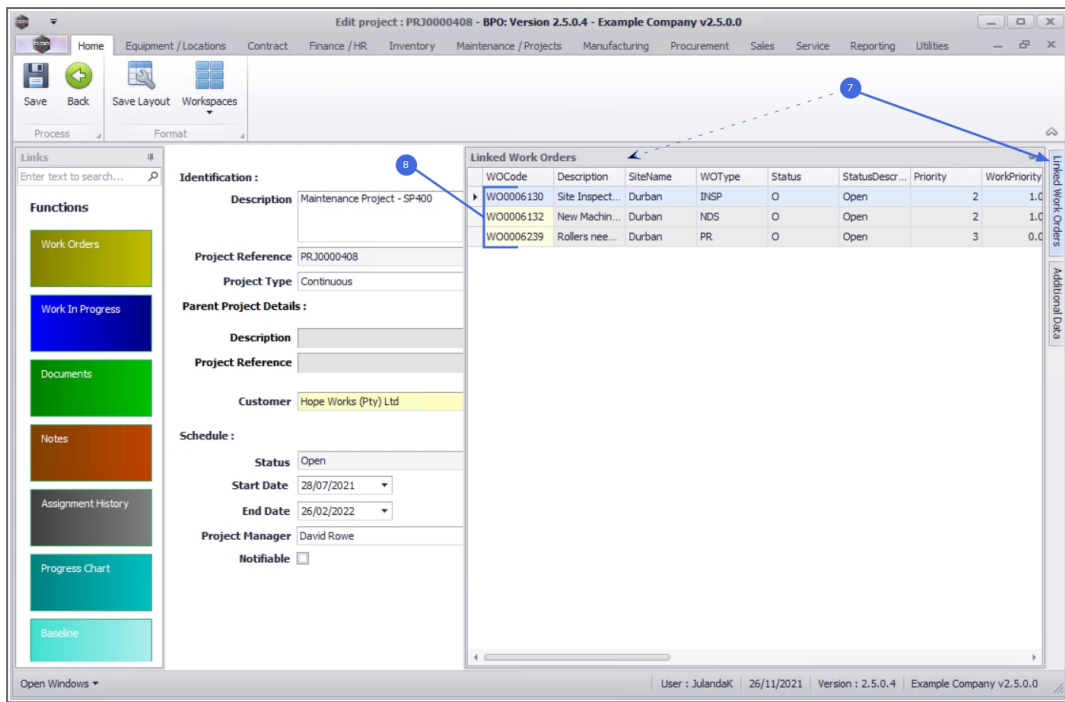 Edit project : PRJ0000408 - BPO: Version 2.5.0.4 - Example Company v2.5.0.0
Home Equipment / Locations Contract Finance / HR Inventory Maintenance / Projects Manufacturing Procurement Sales Service Reporting Utilities
Save Back Save Layout Workspaces
Process Format
7
8
Links
Enter text to search...
Functions
Work Orders
Work In Progress
Documents
Notes
Assignment History
Progress Chart
Baseline
Identification :
Description Maintenance Project - SP400
Project Reference PRJ0000408
Project Type Continuous
Parent Project Details :
Description
Project Reference
Customer Hope Works (Pty) Ltd
Schedule :
Status Open
Start Date 28/07/2021
End Date 26/02/2022
Project Manager David Rowe
Notifiable
Linked Work Orders
WOCode Description SiteName WOType Status StatusDescr... Priority WorkPriority
WO0006130 Site Inspect... Durban INSP O Open 2 1.0
WO0006132 New Machin... Durban NDS O Open 2 1.0
WO0006239 Rollers nee... Durban PR O Open 3 0.0
Linked Work Orders
Additional Data
Open Windows
User : JulandaK 26/11/2021 Version : 2.5.0.4 Example Company v2.5.0.0